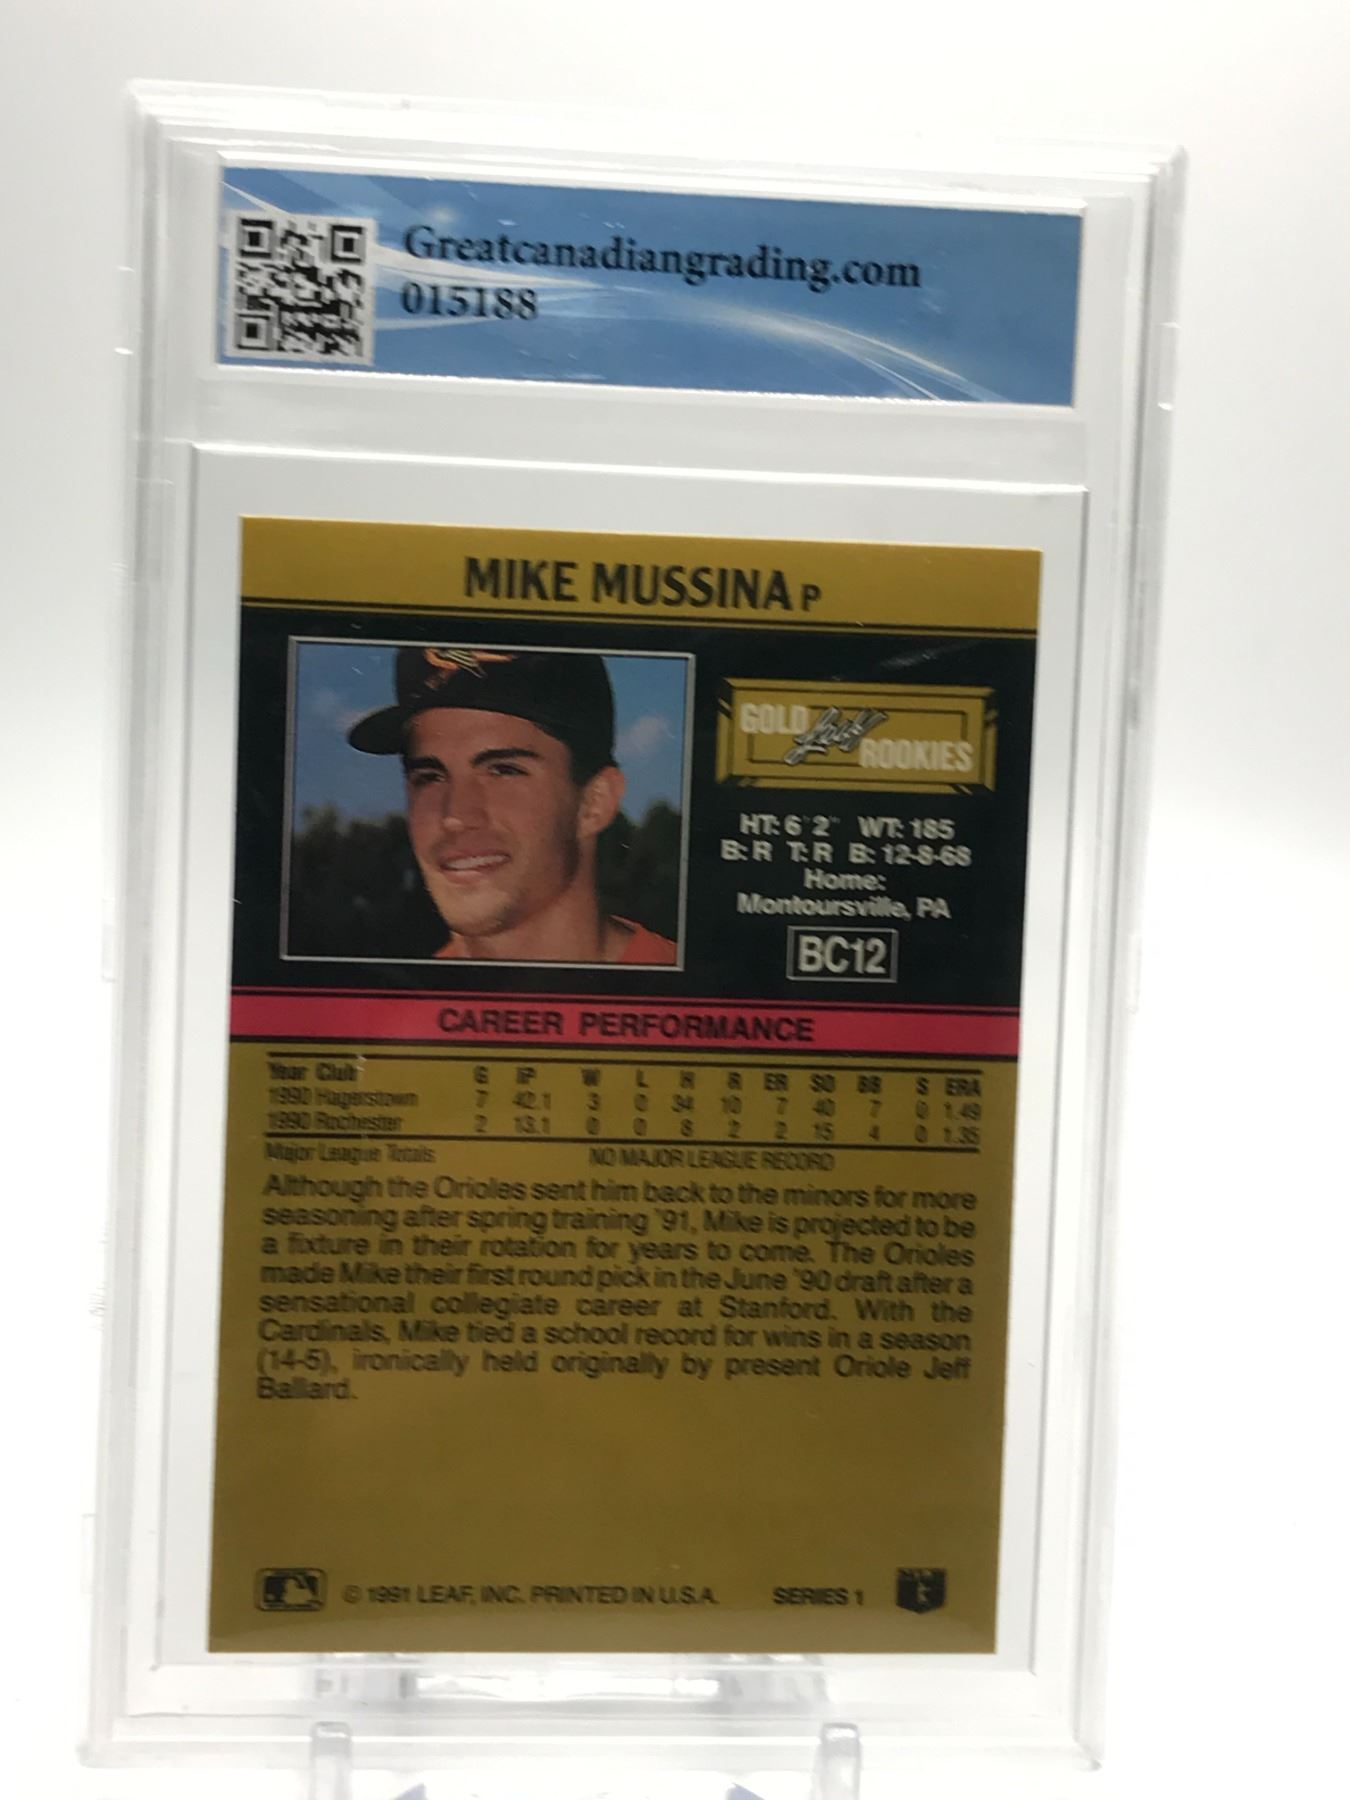 Greatcanadiangrading.com
015188
MIKE MUSSINA P
GOLD Leaf ROOKIES
HT: 6' 2" WT: 185
B: R T: R B: 12-8-68
Home:
Montoursville, PA
BC12
CAREER PERFORMANCE
Year Club G IP W L H R ER SO BB S ERA
1990 Hagerstown 7 42.1 3 0 34 10 7 40 7 0 1.49
1990 Rochester 2 13.1 0 0 8 2 2 15 4 0 1.35
Major League Totals NO MAJOR LEAGUE RECORD
Although the Orioles sent him back to the minors for more
seasoning after spring training '91, Mike is projected to be
a fixture in their rotation for years to come. The Orioles
made Mike their first round pick in the June '90 draft after a
sensational collegiate career at Stanford. With the
Cardinals, Mike tied a school record for wins in a season
(14-5), ironically held originally by present Oriole Jeff
Ballard.
© 1991 LEAF, INC. PRINTED IN U.S.A. SERIES 1